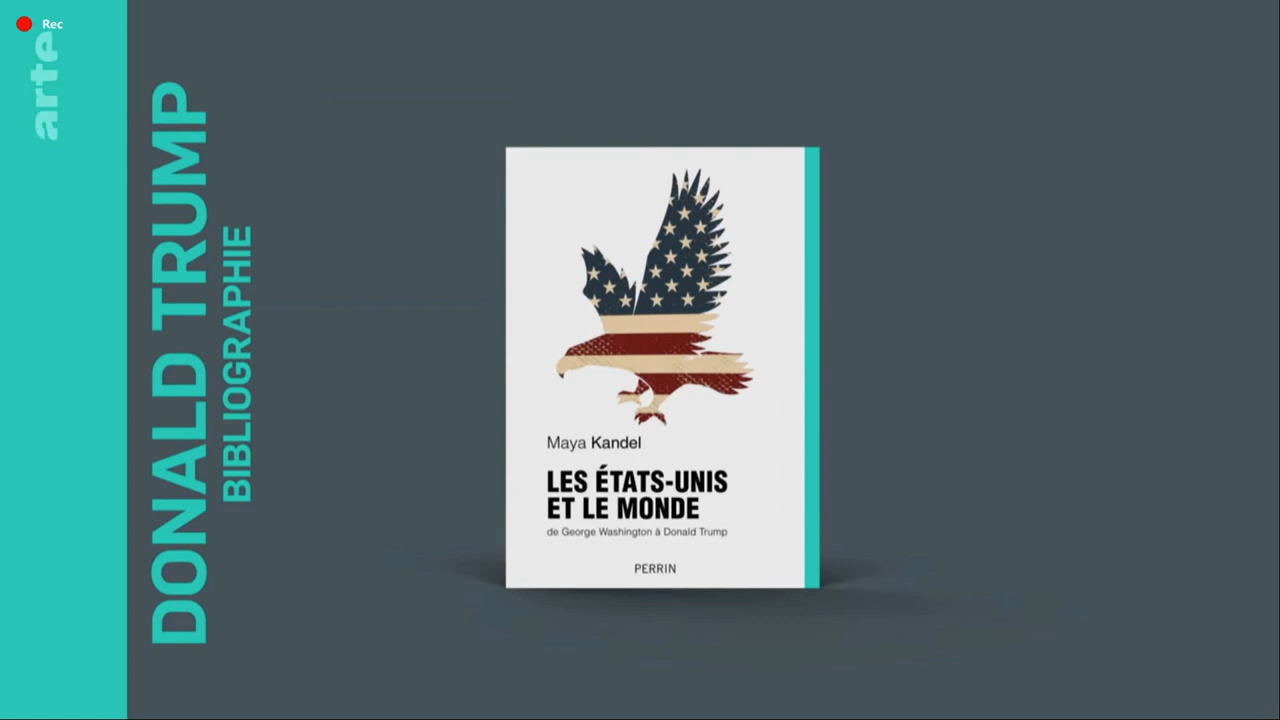 Rec
arte
DONALD TRUMP
BIBLIOGRAPHIE
Maya Kandel
LES ÉTATS-UNIS
ET LE MONDE
de George Washington à Donald Trump
PERRIN